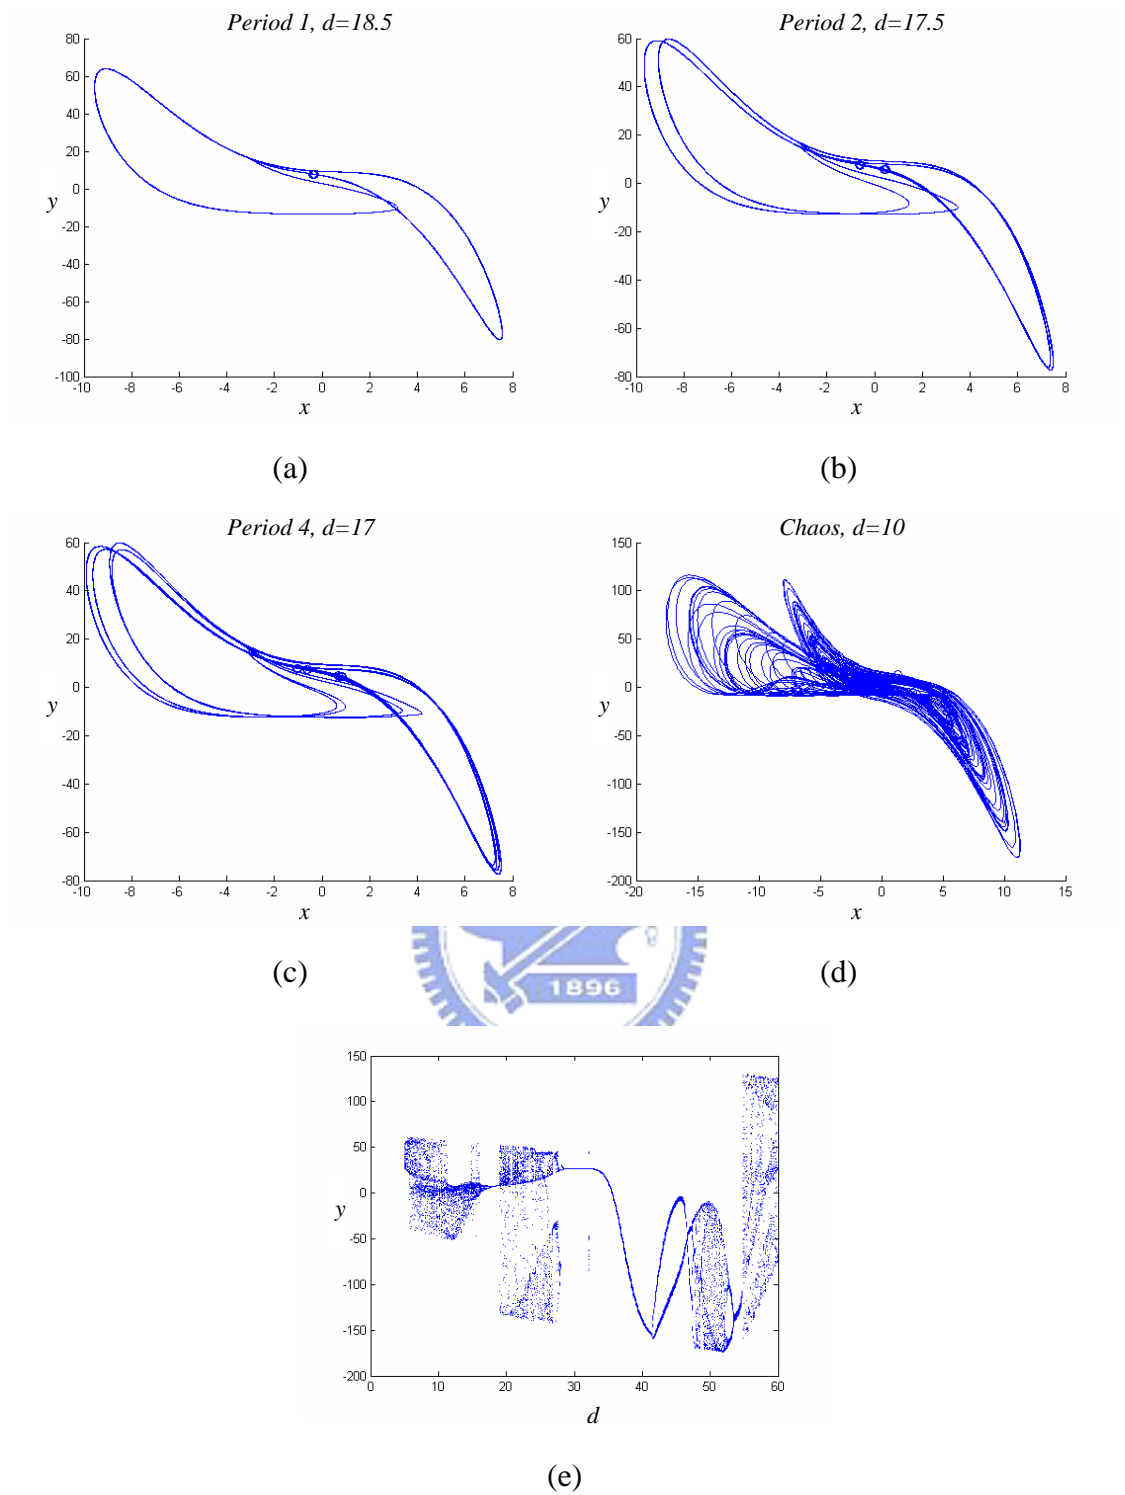 Period 1, d=18.5
80
60
40
20
0
-20
-40
-60
-80
-100
y
-10 -8 -6 -4 -2 0 2 4 6 8
x
(a)
Period 2, d=17.5
60
40
20
0
-20
-40
-60
-80
y
-10 -8 -6 -4 -2 0 2 4 6 8
x
(b)
Period 4, d=17
60
40
20
0
-20
-40
-60
-80
y
-10 -8 -6 -4 -2 0 2 4 6 8
x
(c)
Chaos, d=10
150
100
50
0
-50
-100
-150
-200
y
-20 -15 -10 -5 0 5 10 15
x
(d)
1896
150
100
50
0
-50
-100
-150
-200
y
0 10 20 30 40 50 60
d
(e)